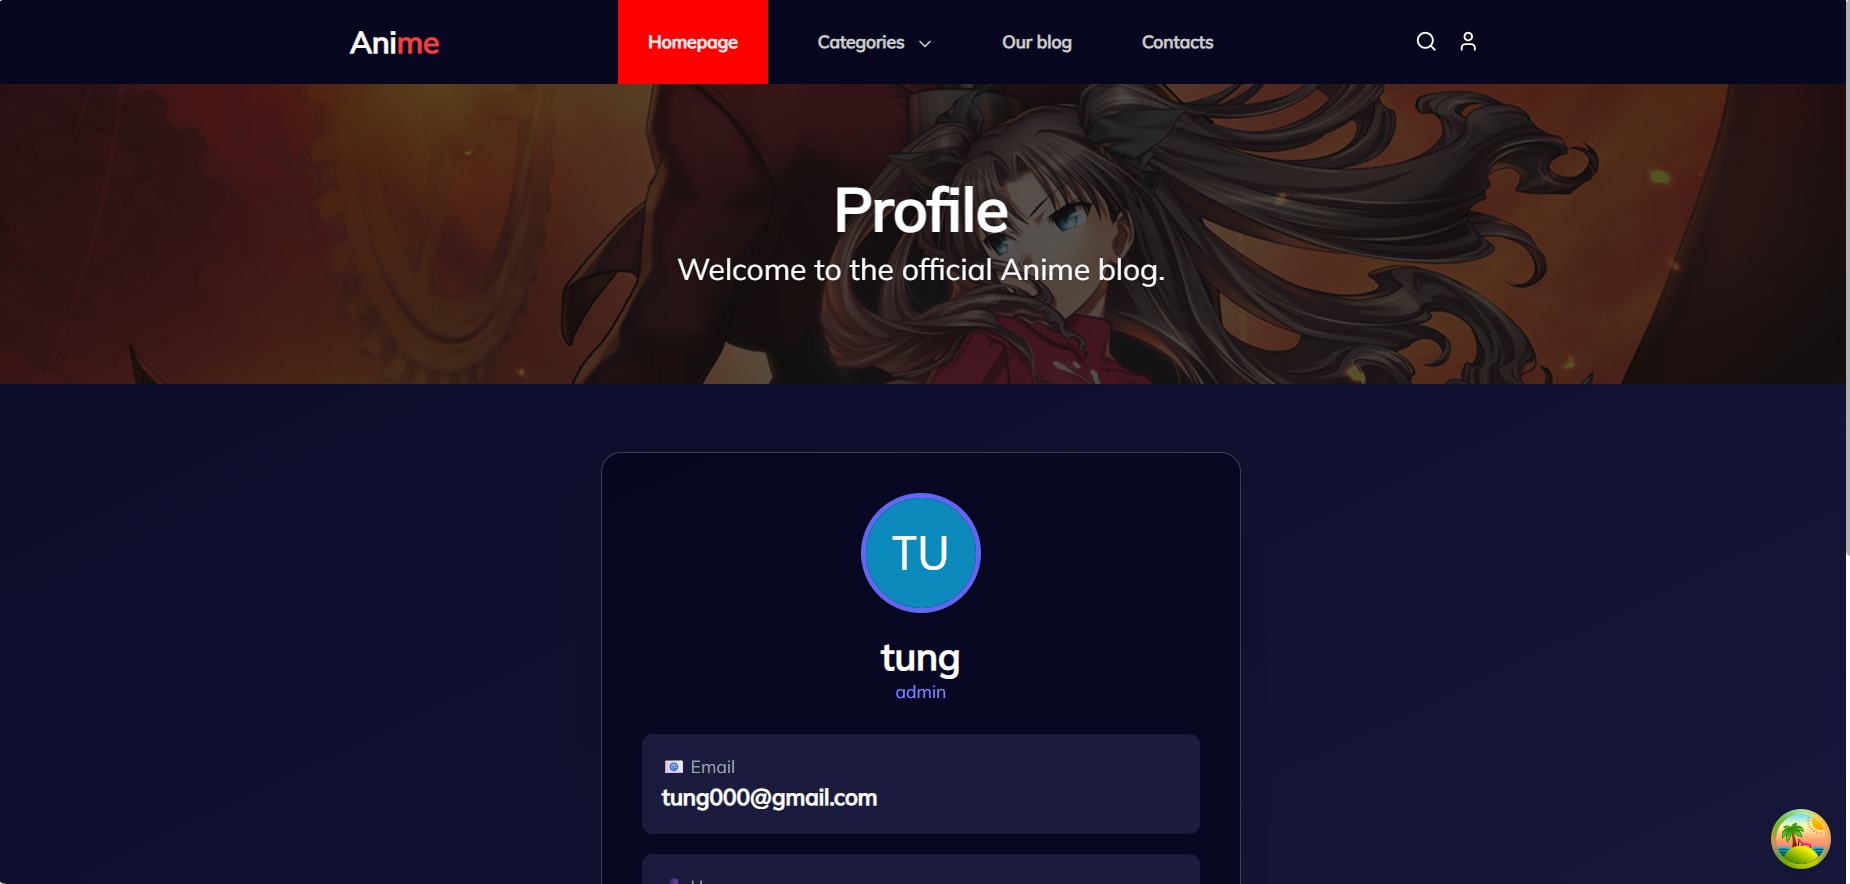 Anime
Homepage
Categories
Our blog
Contacts
Profile
Welcome to the official Anime blog.
TU
tung
admin
Email
tung000@gmail.com